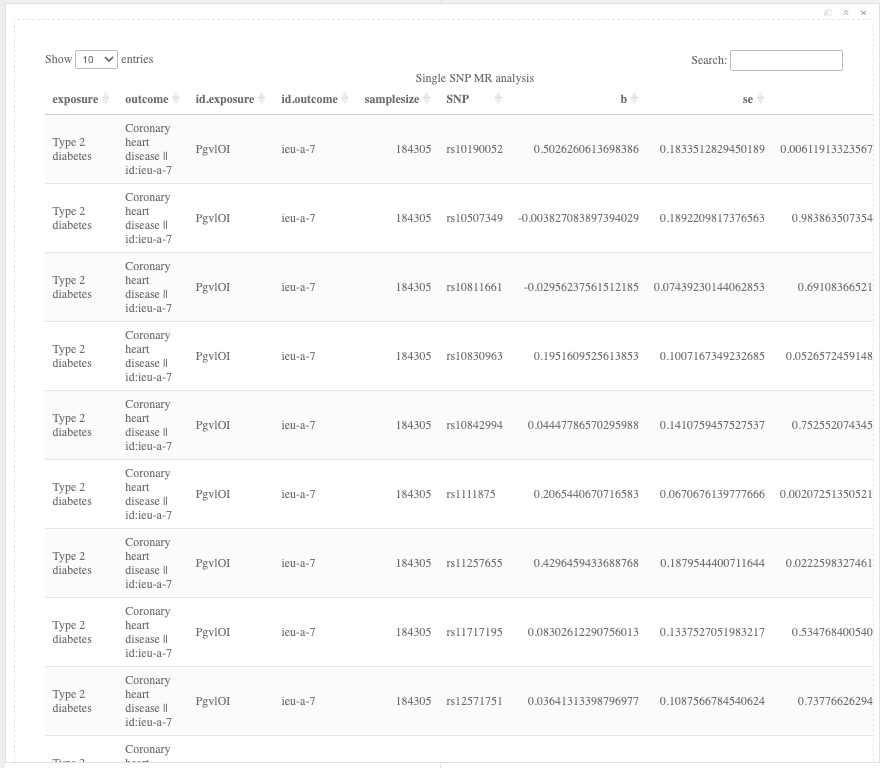 Show 10 entries
Search:
Single SNP MR analysis
exposure outcome id.exposure id.outcome samplesize SNP b se
Type 2 diabetes Coronary heart disease || id:ieu-a-7 PgvlOI ieu-a-7 184305 rs10190052 0.5026260613698386 0.1833512829450189 0.00611913323567
Type 2 diabetes Coronary heart disease || id:ieu-a-7 PgvlOI ieu-a-7 184305 rs10507349 -0.003827083897394029 0.1892209817376563 0.983863507354
Type 2 diabetes Coronary heart disease || id:ieu-a-7 PgvlOI ieu-a-7 184305 rs10811661 -0.02956237561512185 0.07439230144062853 0.69108366521
Type 2 diabetes Coronary heart disease || id:ieu-a-7 PgvlOI ieu-a-7 184305 rs10830963 0.1951609525613853 0.1007167349232685 0.0526572459148
Type 2 diabetes Coronary heart disease || id:ieu-a-7 PgvlOI ieu-a-7 184305 rs10842994 0.04447786570295988 0.1410759457527537 0.752552074345
Type 2 diabetes Coronary heart disease || id:ieu-a-7 PgvlOI ieu-a-7 184305 rs1111875 0.2065440670716583 0.0670676139777666 0.00207251350521
Type 2 diabetes Coronary heart disease || id:ieu-a-7 PgvlOI ieu-a-7 184305 rs11257655 0.4296459433688768 0.1879544400711644 0.0222598327461
Type 2 diabetes Coronary heart disease || id:ieu-a-7 PgvlOI ieu-a-7 184305 rs11717195 0.08302612290756013 0.1337527051983217 0.534768400540
Type 2 diabetes Coronary heart disease || id:ieu-a-7 PgvlOI ieu-a-7 184305 rs12571751 0.03641313398796977 0.1087566784540624 0.73776626294
Coronary